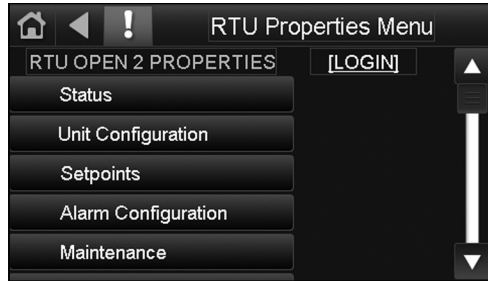 RTU Properties Menu
RTU OPEN 2 PROPERTIES [LOGIN]
Status
Unit Configuration
Setpoints
Alarm Configuration
Maintenance